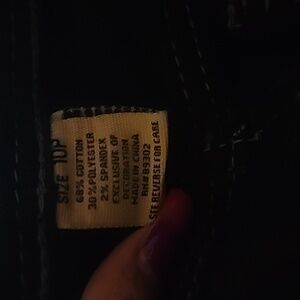 SIZE 10P
68% COTTON
30% POLYESTER
2% SPANDEX
EXCLUSIVE OF
DECORATION
MADE IN CHINA
RN# 89302
SEE REVERSE FOR CARE